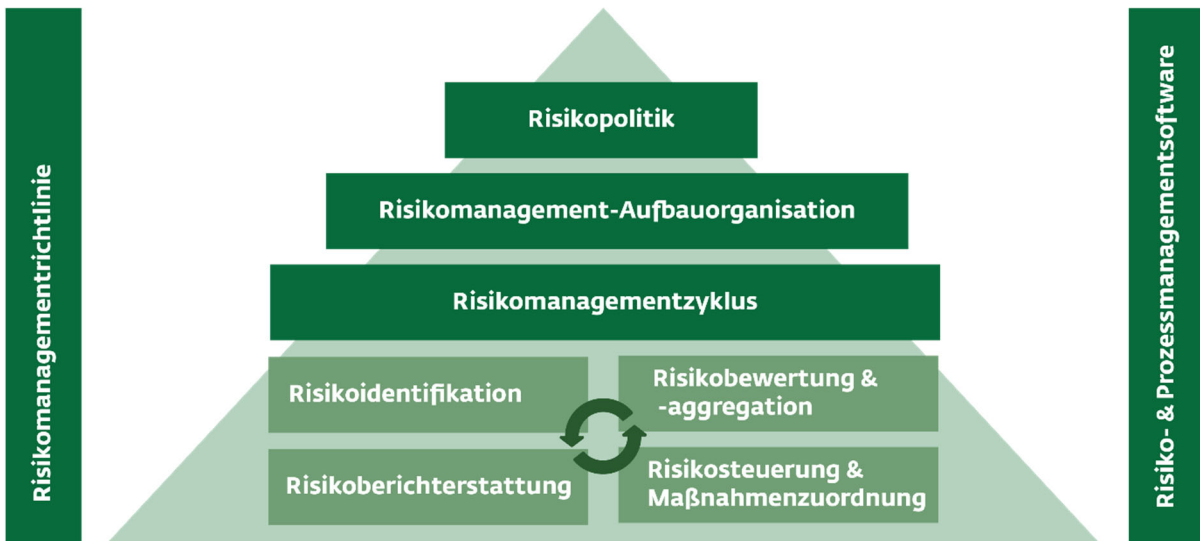 Risikomanagementrichtlinie
Risikopolitik
Risikomanagement-Aufbauorganisation
Risikomanagementzyklus
Risikoidentifikation
Risikobewertung &
-aggregation
Risikoberichterstattung
Risikosteuerung &
Maßnahmenzuordnung
Risiko- & Prozessmanagementsoftware